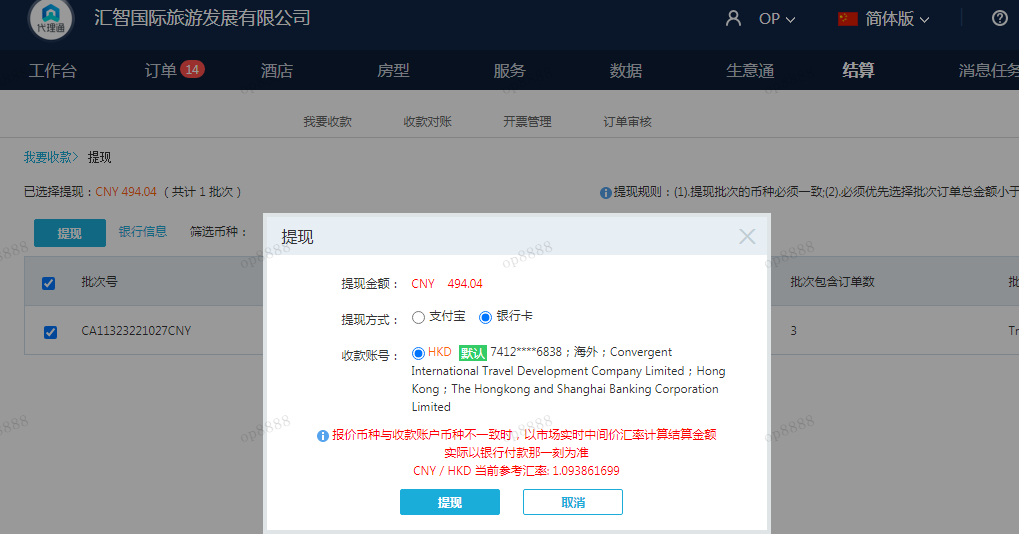 代理通
汇智国际旅游发展有限公司
OP
简体版
工作台
订单 14
酒店
房型
服务
数据
生意通
结算
消息任务
我要收款
收款对账
开票管理
订单审核
我要收款> 提现
已选择提现：CNY 494.04 （ 共计 1 批次 ）
提现规则：(1).提现批次的币种必须一致;(2).必须优先选择批次订单总金额小于
提现
银行信息
筛选币种：
批次号
批次包含订单数
CA11323221027CNY
3
Tr
提现
提现金额： CNY 494.04
提现方式： 支付宝 银行卡
收款账号： HKD 默认 7412****6838；海外；Convergent
International Travel Development Company Limited；Hong
Kong；The Hongkong and Shanghai Banking Corporation
Limited
报价币种与收款账户币种不一致时，以市场实时中间价汇率计算结算金额
实际以银行付款那一刻为准
CNY / HKD 当前参考汇率: 1.093861699
提现
取消
op8888
op8888
op8888
op8888
op8888
op8888